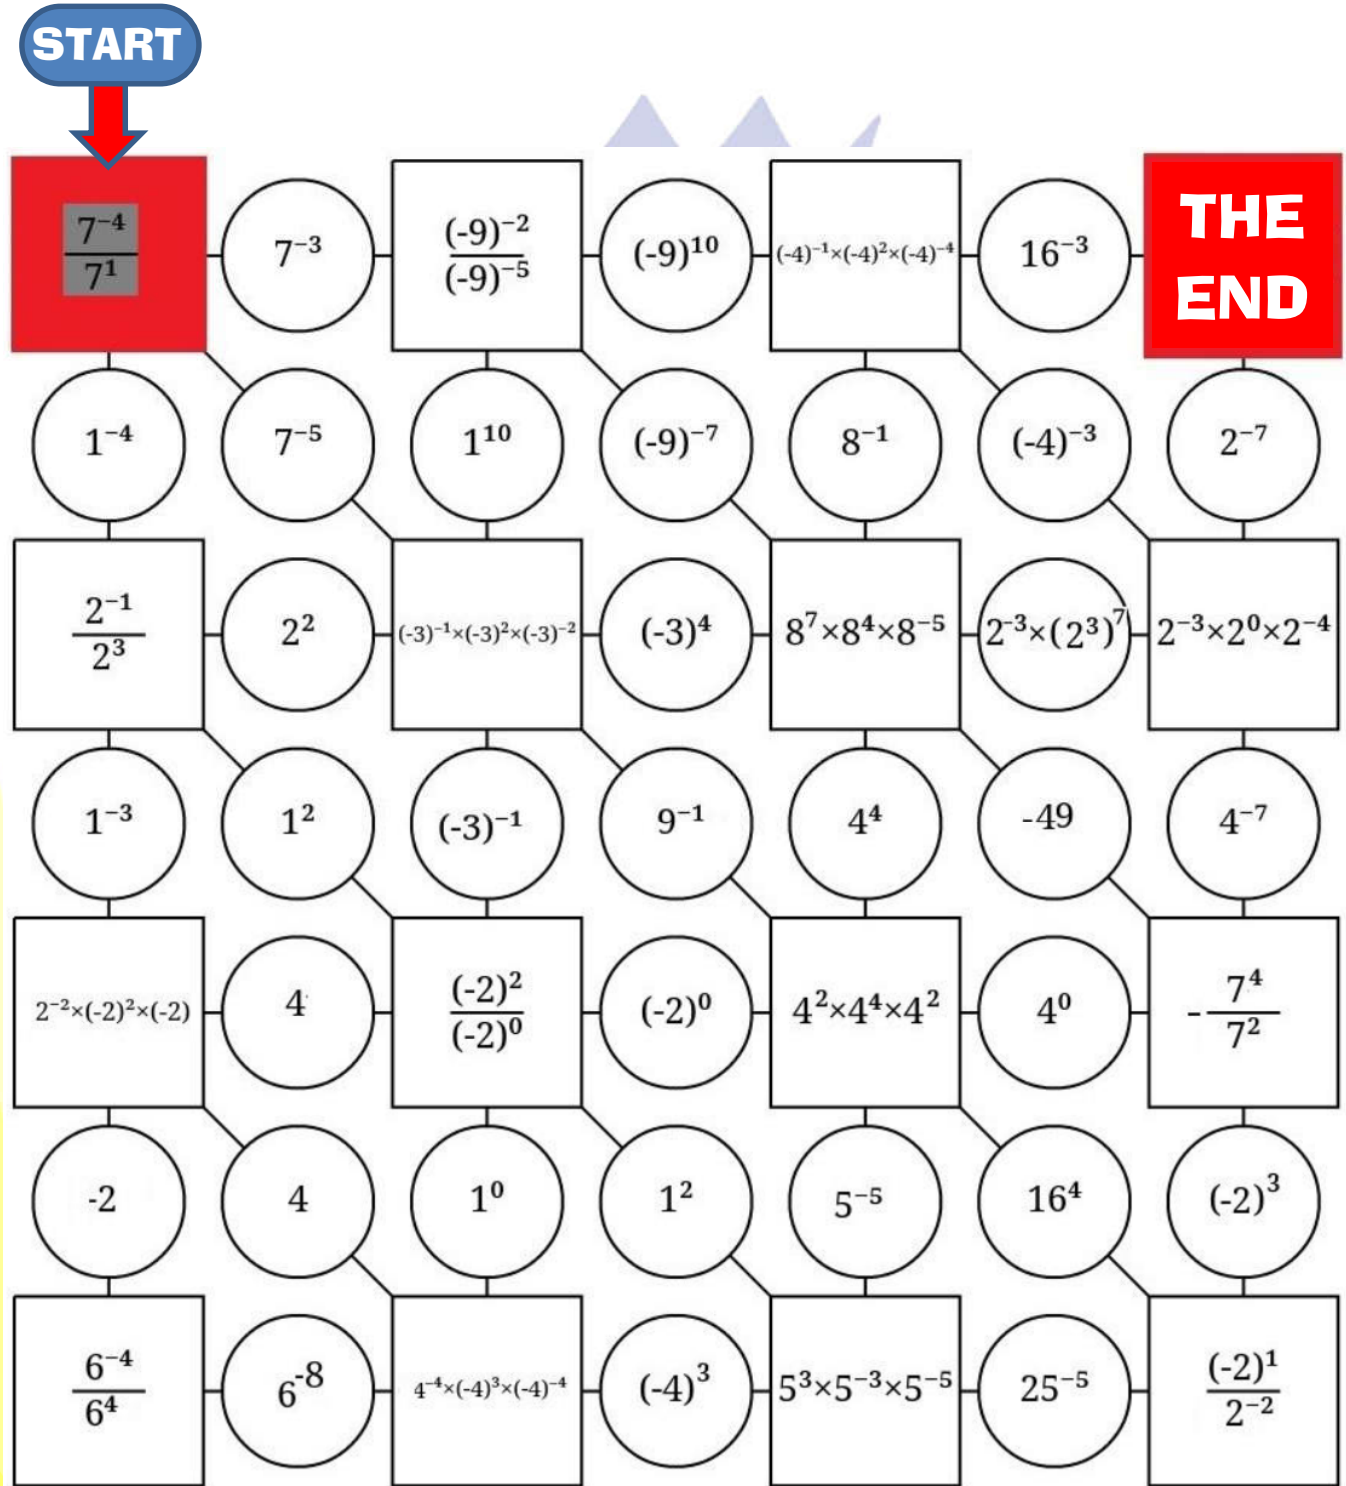 START
7⁻⁴/7¹ 7⁻³ (-9)⁻²/(-9)⁻⁵ (-9)¹⁰ (-4)⁻¹×(-4)²×(-4)⁻⁴ 16⁻³ THE END
1⁻⁴ 7⁻⁵ 1¹⁰ (-9)⁻⁷ 8⁻¹ (-4)⁻³ 2⁻⁷
2⁻¹/2³ 2² (-3)⁻¹×(-3)²×(-3)⁻² (-3)⁴ 8⁷×8⁴×8⁻⁵ 2⁻³×(2³)⁷ 2⁻³×2⁰×2⁻⁴
1⁻³ 1² (-3)⁻¹ 9⁻¹ 4⁴ -49 4⁻⁷
2⁻²×(-2)²×(-2) 4 (-2)²/(-2)⁰ (-2)⁰ 4²×4⁴×4² 4⁰ -7⁴/7²
-2 4 1⁰ 1² 5⁻⁵ 16⁴ (-2)³
6⁻⁴/6⁴ 6⁻⁸ 4⁻⁴×(-4)³×(-4)⁻⁴ (-4)³ 5³×5⁻³×5⁻⁵ 25⁻⁵ (-2)¹/2⁻²